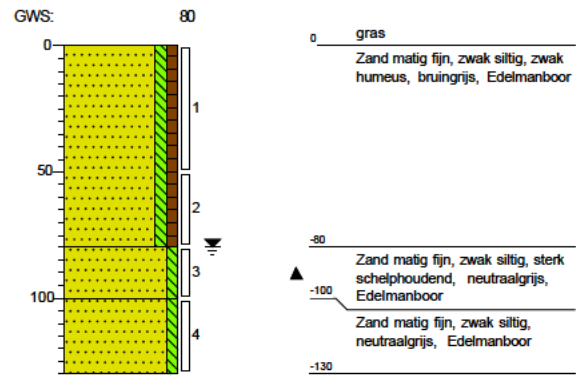 GWS: 80
0
50
100
1
2
3
4
0
gras
Zand matig fijn, zwak siltig, zwak
humeus, bruingrijs, Edelmanboor
-80
Zand matig fijn, zwak siltig, sterk
schelphoudend, neutraalgrijs,
Edelmanboor
-100
Zand matig fijn, zwak siltig,
neutraalgrijs, Edelmanboor
-130